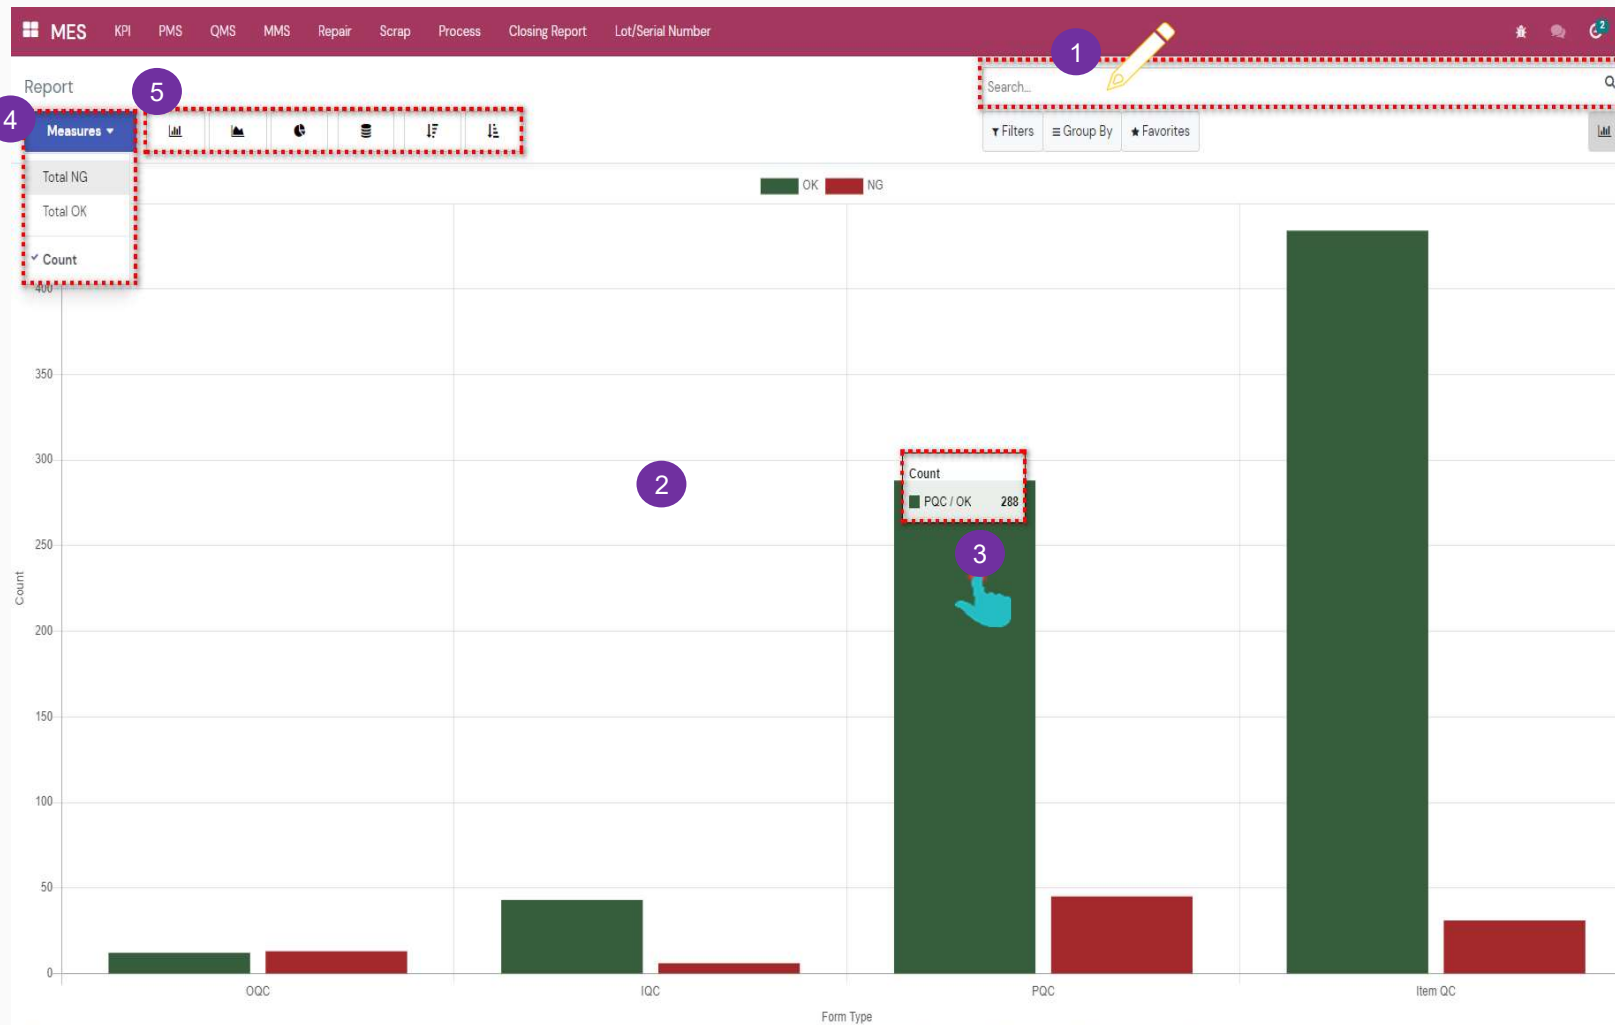 MES KPI PMS QMS MMS Repair Scrap Process Closing Report Lot/Serial Number 2
1
Report
Search...
5
4
Measures
Filters Group By Favorites
Total NG
OK NG
Total OK
Count
400
350
300
Count
2
PQC / OK 288
3
250
Count
200
150
100
50
0
OQC IQC PQC Item QC
Form Type